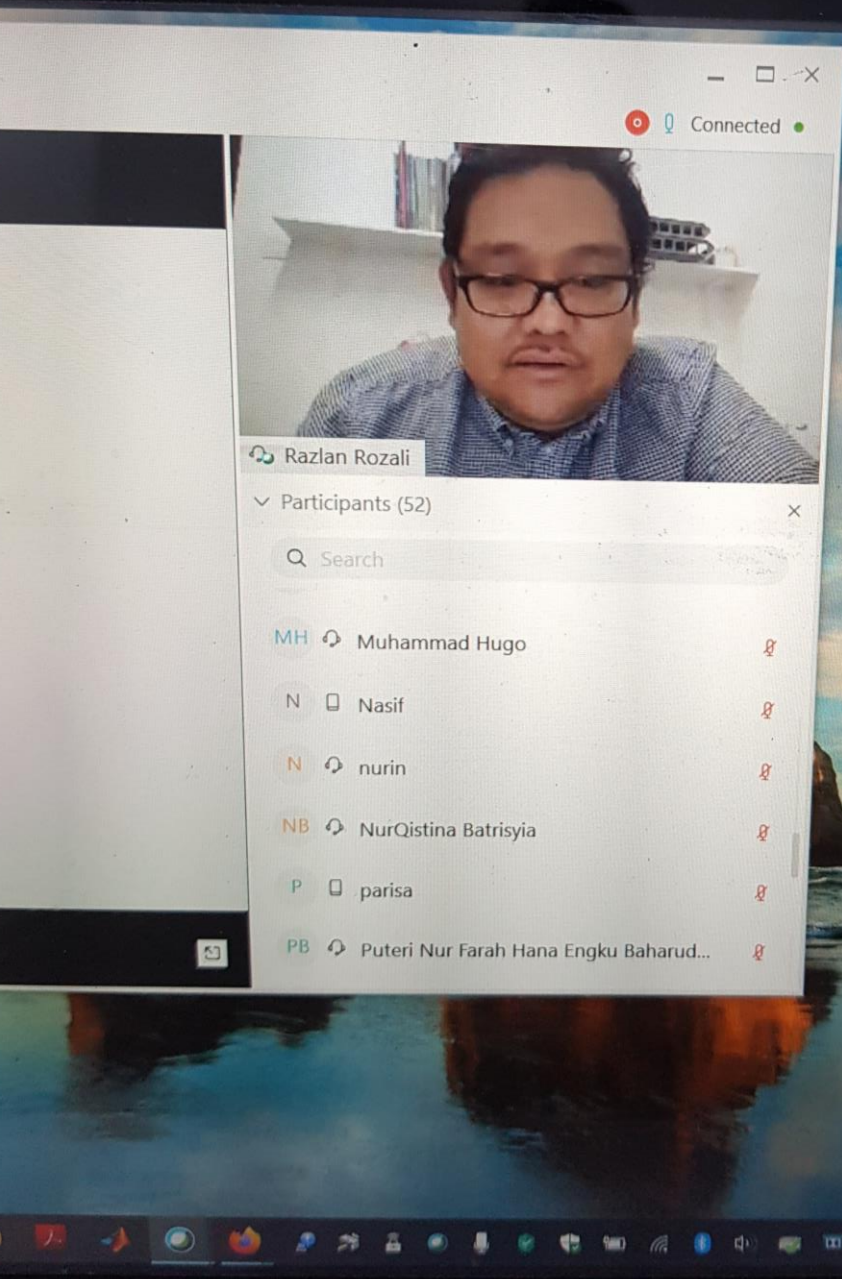 Connected
Razlan Rozali
Participants (52)
Search
MH Muhammad Hugo
N Nasif
N nurin
NB NurQistina Batrisyia
P parisa
PB Puteri Nur Farah Hana Engku Baharud...